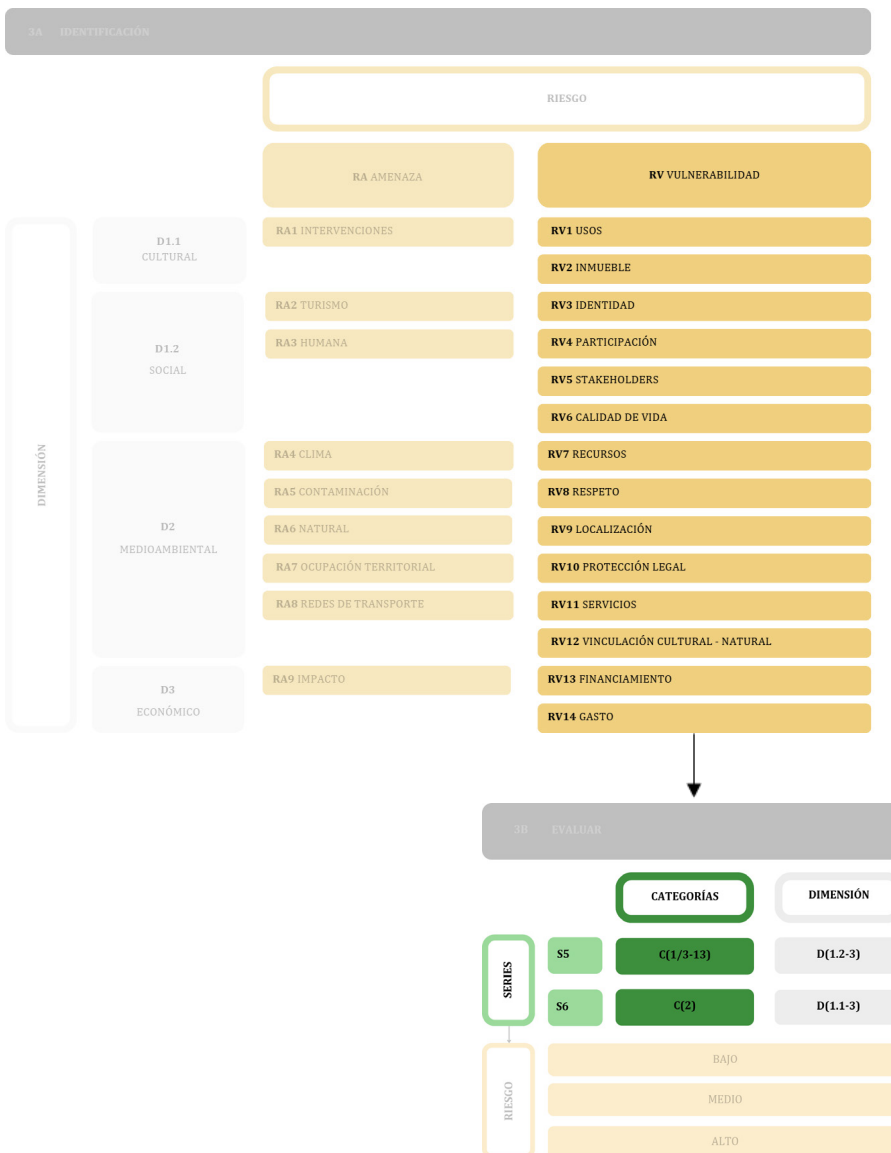 3A IDENTIFICACIÓN
RIESGO
RA AMENAZA
RV VULNERABILIDAD
DIMENSIÓN
D1.1
CULTURAL
RA1 INTERVENCIONES
RV1 USOS
RV2 INMUEBLE
D1.2
SOCIAL
RA2 TURISMO
RV3 IDENTIDAD
RA3 HUMANA
RV4 PARTICIPACIÓN
RV5 STAKEHOLDERS
RV6 CALIDAD DE VIDA
D2
MEDIOAMBIENTAL
RA4 CLIMA
RV7 RECURSOS
RA5 CONTAMINACIÓN
RV8 RESPETO
RA6 NATURAL
RV9 LOCALIZACIÓN
RA7 OCUPACIÓN TERRITORIAL
RV10 PROTECCIÓN LEGAL
RA8 REDES DE TRANSPORTE
RV11 SERVICIOS
RV12 VINCULACIÓN CULTURAL - NATURAL
D3
ECONÓMICO
RA9 IMPACTO
RV13 FINANCIAMIENTO
RV14 GASTO
3B EVALUAR
CATEGORÍAS
DIMENSIÓN
SERIES
S5
C(1/3-13)
D(1.2-3)
S6
C(2)
D(1.1-3)
RIESGO
BAJO
MEDIO
ALTO